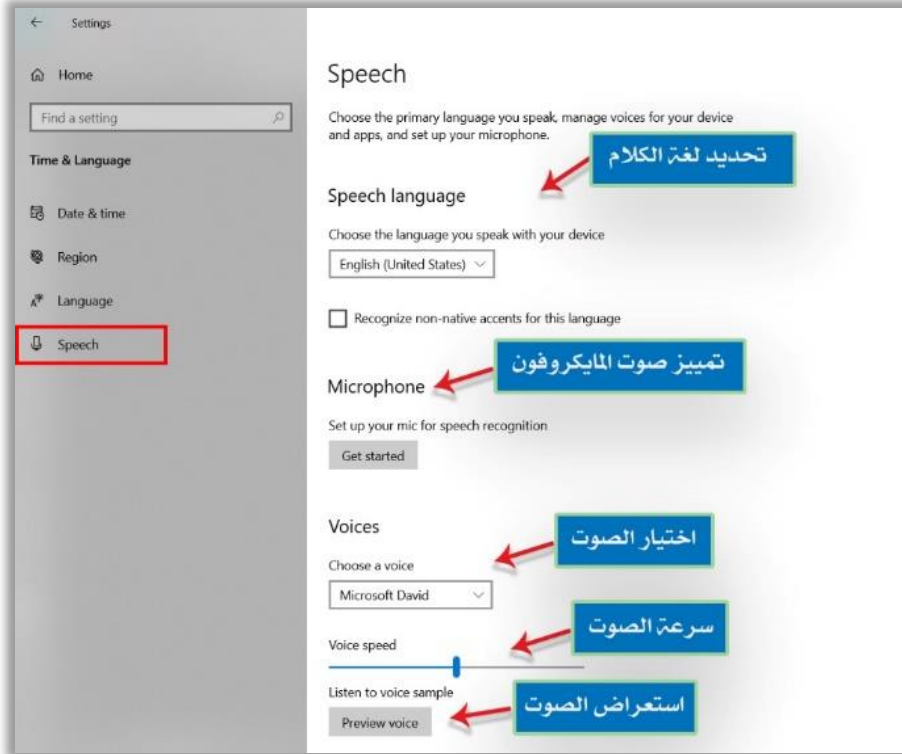 Settings
Home
Find a setting
Time & Language
Date & time
Region
Language
Speech
Speech
Choose the primary language you speak, manage voices for your device
and apps, and set up your microphone.
تحديد لغة الكلام
Speech language
Choose the language you speak with your device
English (United States)
Recognize non-native accents for this language
تمييز صوت المايكروفون
Microphone
Set up your mic for speech recognition
Get started
Voices
اختيار الصوت
Choose a voice
Microsoft David
سرعة الصوت
Voice speed
Listen to voice sample
استعراض الصوت
Preview voice